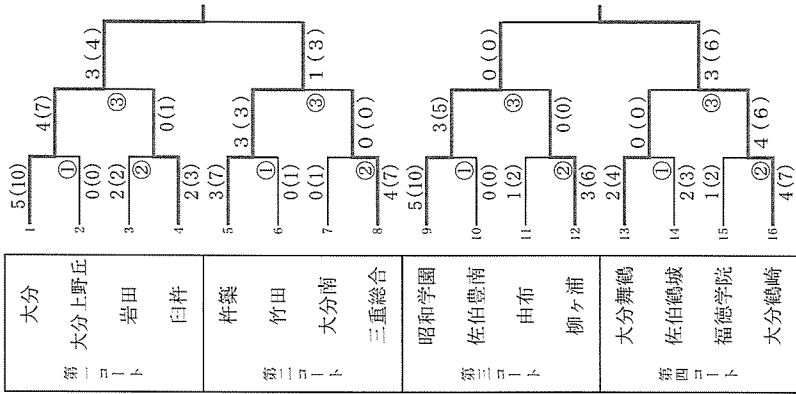 3(4)
1(3)
0(0)
3(6)
4(7)
③
0(1)
3(3)
③
0(0)
3(5)
③
0(0)
0(0)
③
4(6)
5(10)
①
0(0)
2(2)
②
2(3)
3(7)
①
0(1)
0(1)
②
4(7)
5(10)
①
0(0)
1(2)
②
3(6)
2(4)
①
2(3)
1(2)
②
4(7)
1
2
3
4
5
6
7
8
9
10
11
12
13
14
15
16
大分
大分上野丘
岩田
臼杵
杵築
竹田
大分南
三重総合
昭和学園
佐伯豊南
由布
柳ヶ浦
大分舞鶴
佐伯鶴城
福徳学院
大分鶴崎
第一コート
第二コート
第三コート
第四コート